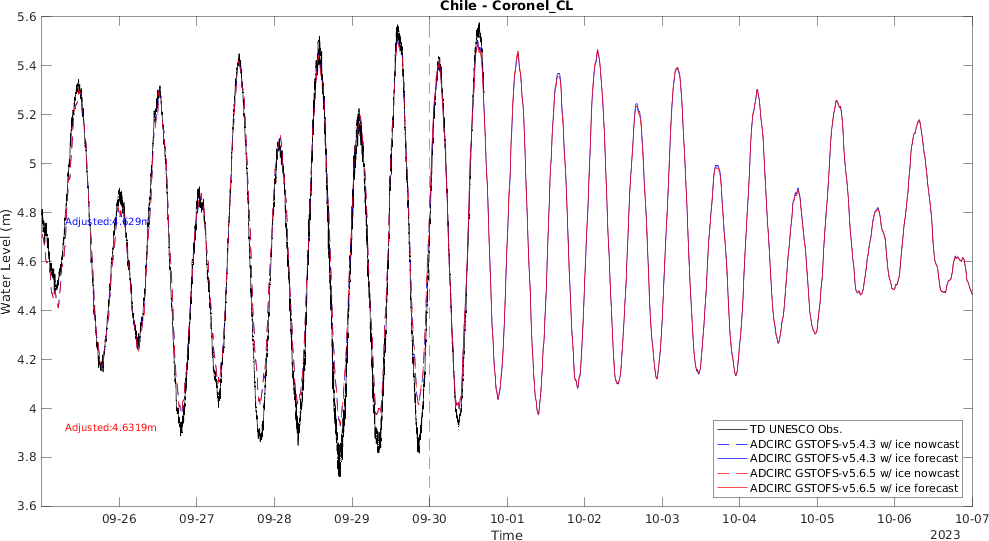 Chile - Coronel_CL
5.6
5.4
5.2
5
4.8
4.6
4.4
4.2
4
3.8
3.6
Water Level (m)
Adjusted:4.629m
Adjusted:4.6319m
TD UNESCO Obs.
ADCIRC GSTOFS-v5.4.3 w/ ice nowcast
ADCIRC GSTOFS-v5.4.3 w/ ice forecast
ADCIRC GSTOFS-v5.6.5 w/ ice nowcast
ADCIRC GSTOFS-v5.6.5 w/ ice forecast
09-26 09-27 09-28 09-29 09-30 10-01 10-02 10-03 10-04 10-05 10-06 10-07
Time
2023